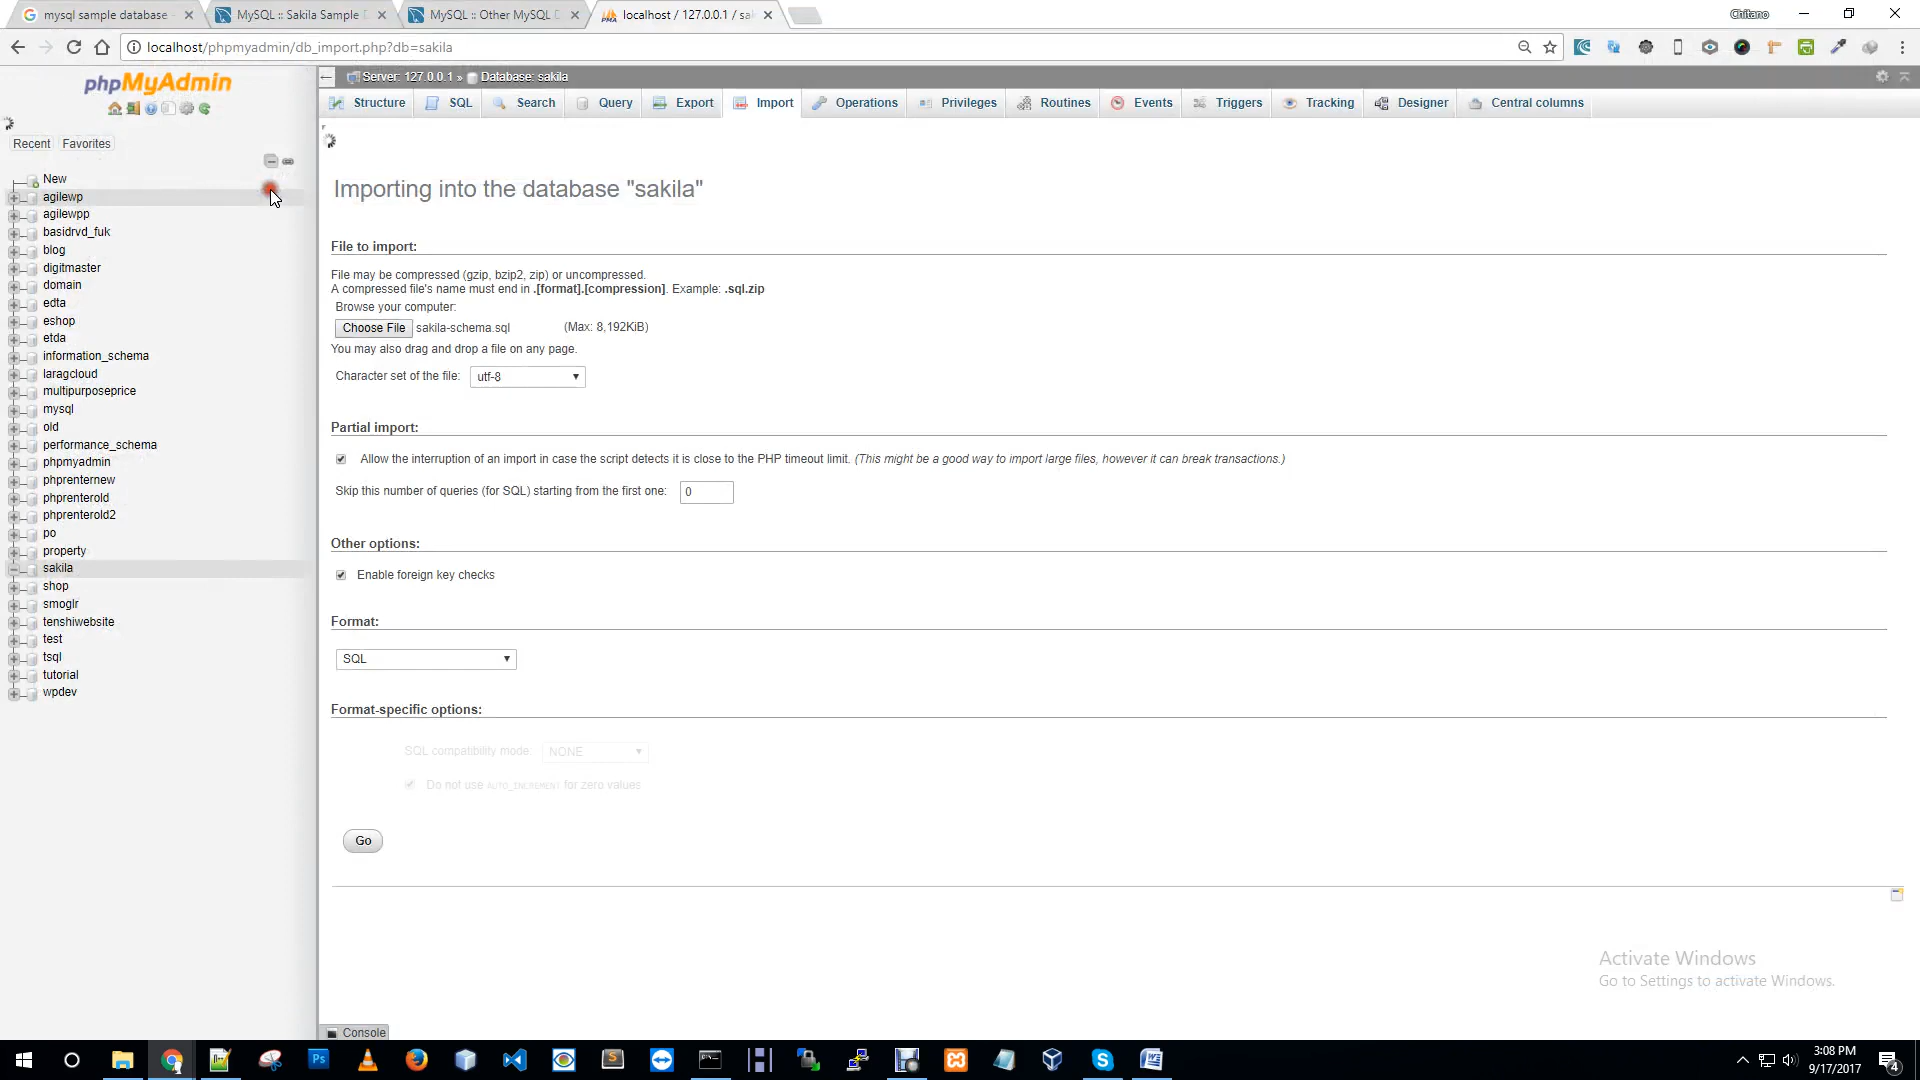 mysql sample database -
MySQL :: Sakila Sample D
MySQL :: Other MySQL D
localhost / 127.0.0.1 / sa
Chitano
localhost/phpmyadmin/db_import.php?db=sakila
phpMyAdmin
Server: 127.0.0.1 » Database: sakila
Structure
SQL
Search
Query
Export
Import
Operations
Privileges
Routines
Events
Triggers
Tracking
Designer
Central columns
Recent
Favorites
New
agilewp
agilewpp
basidrvd_fuk
blog
digitmaster
domain
edta
eshop
etda
information_schema
laragcloud
multipurposeprice
mysql
old
performance_schema
phpmyadmin
phprenternew
phprenterold
phprenterold2
po
property
sakila
shop
smoglr
tenshiwebsite
test
tsql
tutorial
wpdev
Importing into the database "sakila"
File to import:
File may be compressed (gzip, bzip2, zip) or uncompressed.
A compressed file's name must end in .[format].[compression]. Example: .sql.zip
Browse your computer:
Choose File sakila-schema.sql (Max: 8,192KiB)
You may also drag and drop a file on any page.
Character set of the file: utf-8
Partial import:
Allow the interruption of an import in case the script detects it is close to the PHP timeout limit. (This might be a good way to import large files, however it can break transactions.)
Skip this number of queries (for SQL) starting from the first one: 0
Other options:
Enable foreign key checks
Format:
SQL
Format-specific options:
SQL compatibility mode: NONE
Do not use AUTO_INCREMENT for zero values
Go
Activate Windows
Go to Settings to activate Windows.
Console
3:08 PM
9/17/2017
4